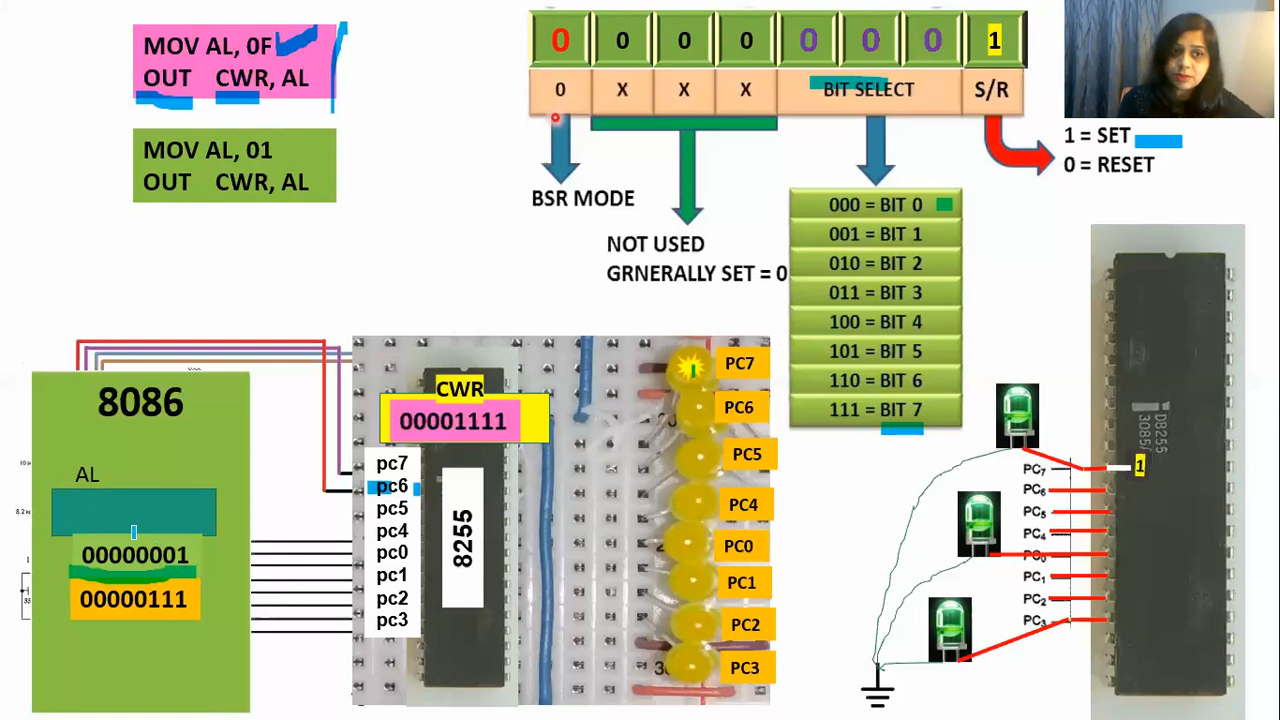 MOV AL, 0F
OUT CWR, AL
MOV AL, 01
OUT CWR, AL
0 0 0 0 0 0 0 1
0 X X X BIT SELECT S/R
1 = SET
0 = RESET
BSR MODE
NOT USED
GRNERALLY SET = 0
000 = BIT 0
001 = BIT 1
010 = BIT 2
011 = BIT 3
100 = BIT 4
101 = BIT 5
110 = BIT 6
111 = BIT 7
8086
AL
00000001
00000111
CWR
00001111
pc7
pc6
pc5
pc4
pc0
pc1
pc2
pc3
8255
PC7
PC6
PC5
PC4
PC0
PC1
PC2
PC3
PC7
PC6
PC5
PC4
PC0
PC1
PC2
PC3
1
D8255